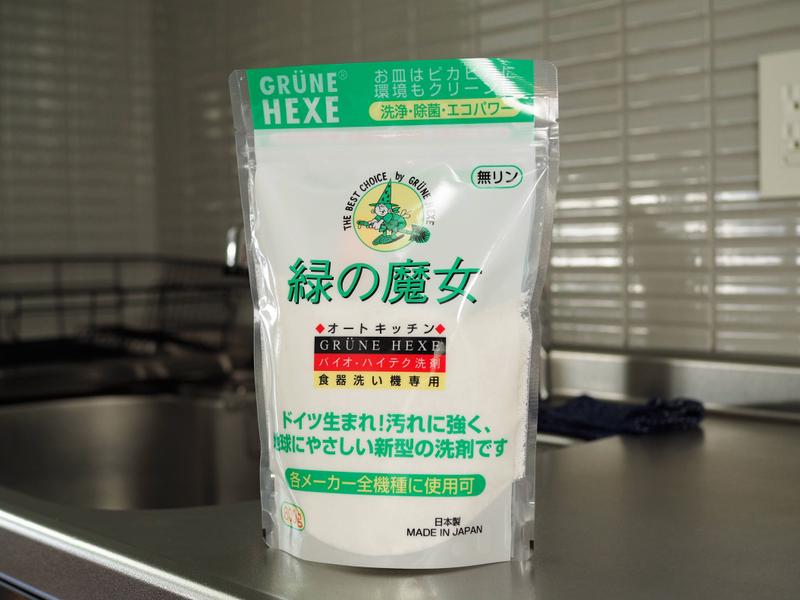 GRÜNE®
HEXE
お皿はピカピカ
環境もクリーン
洗浄・除菌・エコパワー
無リン
THE BEST CHOICE by GRÜNE HEXE
緑の魔女
◆オートキッチン◆
GRÜNE HEXE
バイオ・ハイテク洗剤
食器洗い機専用
ドイツ生まれ!汚れに強く、
地球にやさしい新型の洗剤です
各メーカー全機種に使用可
800g
日本製
MADE IN JAPAN